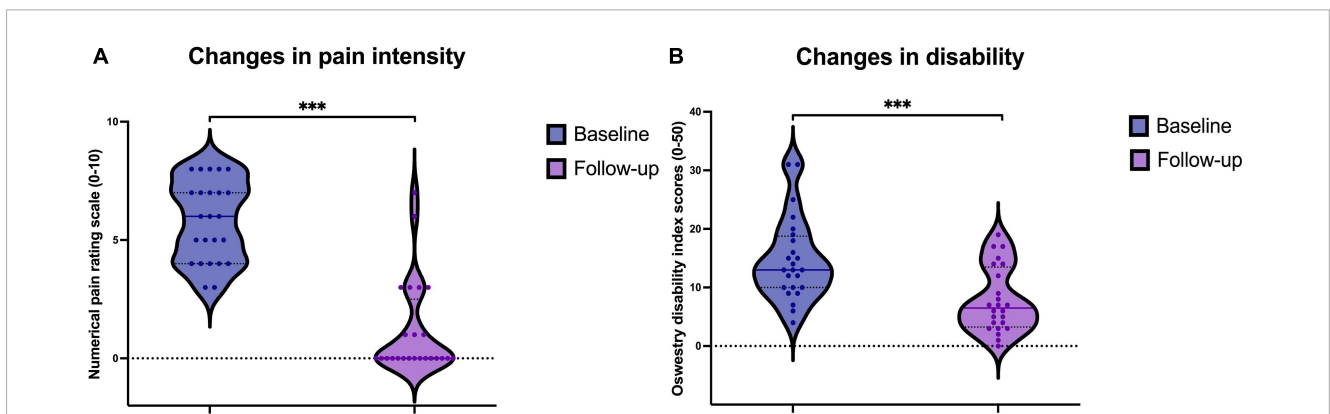 A
Changes in pain intensity
***
Numerical pain rating scale (0-10)
10
5
0
Baseline
Follow-up
B
Changes in disability
***
Oswestry disability index scores (0-50)
40
30
20
10
0
Baseline
Follow-up